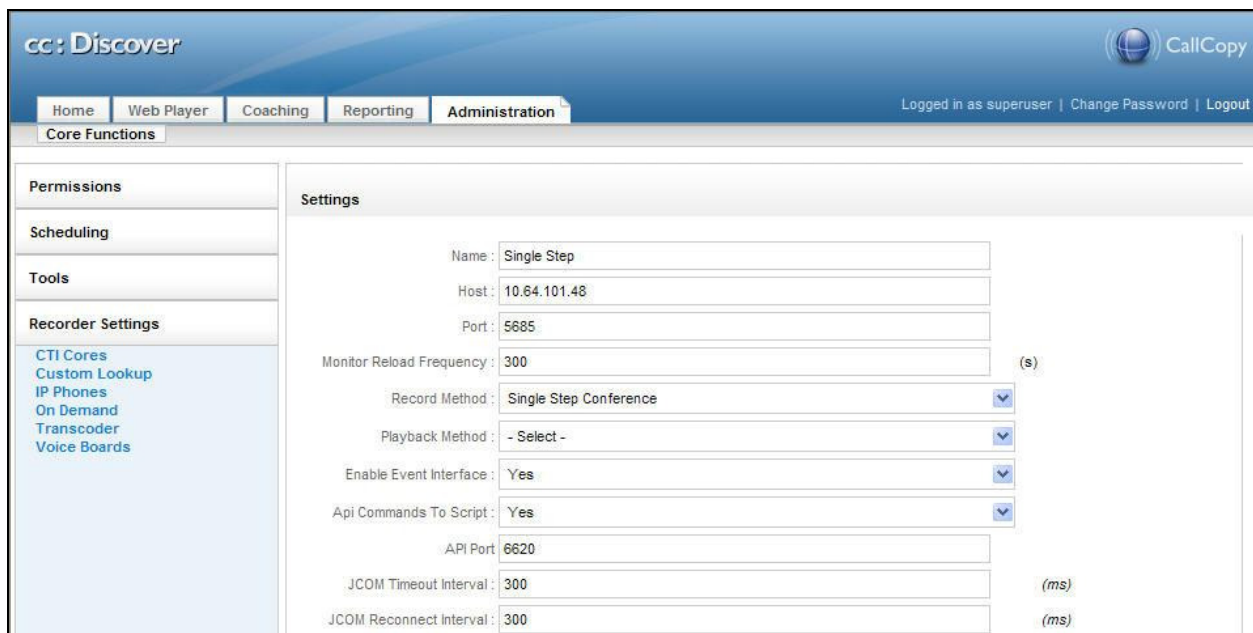 cc: Discover
CallCopy
Home Web Player Coaching Reporting Administration
Logged in as superuser | Change Password | Logout
Core Functions
Permissions
Scheduling
Tools
Recorder Settings
CTI Cores
Custom Lookup
IP Phones
On Demand
Transcoder
Voice Boards
Settings
Name : Single Step
Host : 10.64.101.48
Port : 5685
Monitor Reload Frequency : 300 (s)
Record Method : Single Step Conference
Playback Method : - Select -
Enable Event Interface : Yes
Api Commands To Script : Yes
API Port 6620
JCOM Timeout Interval : 300 (ms)
JCOM Reconnect Interval : 300 (ms)